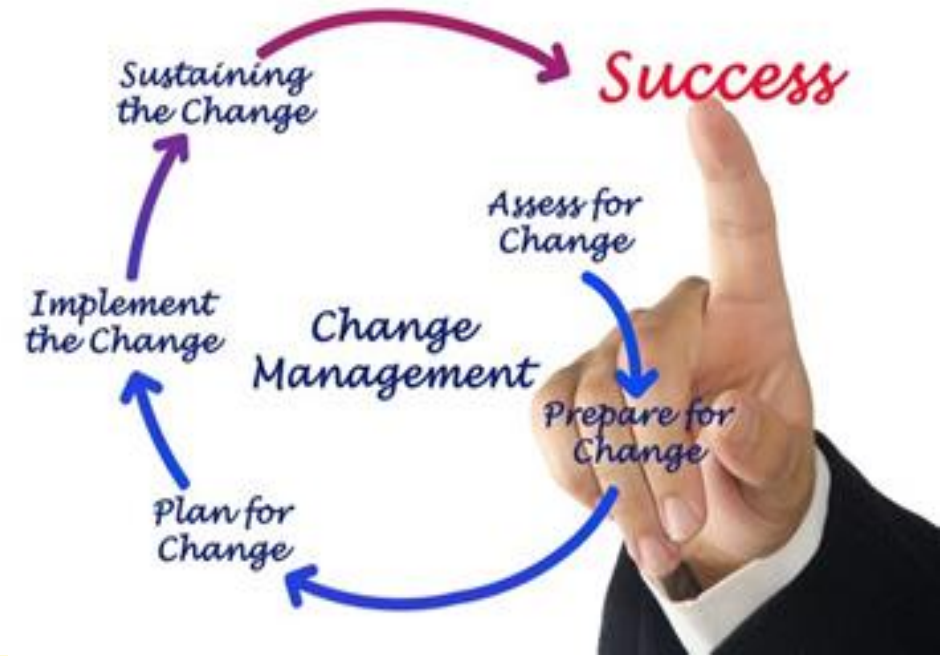 Success
Assess for
Change
Prepare for
Change
Plan for
Change
Implement
the Change
Sustaining
the Change
Change
Management